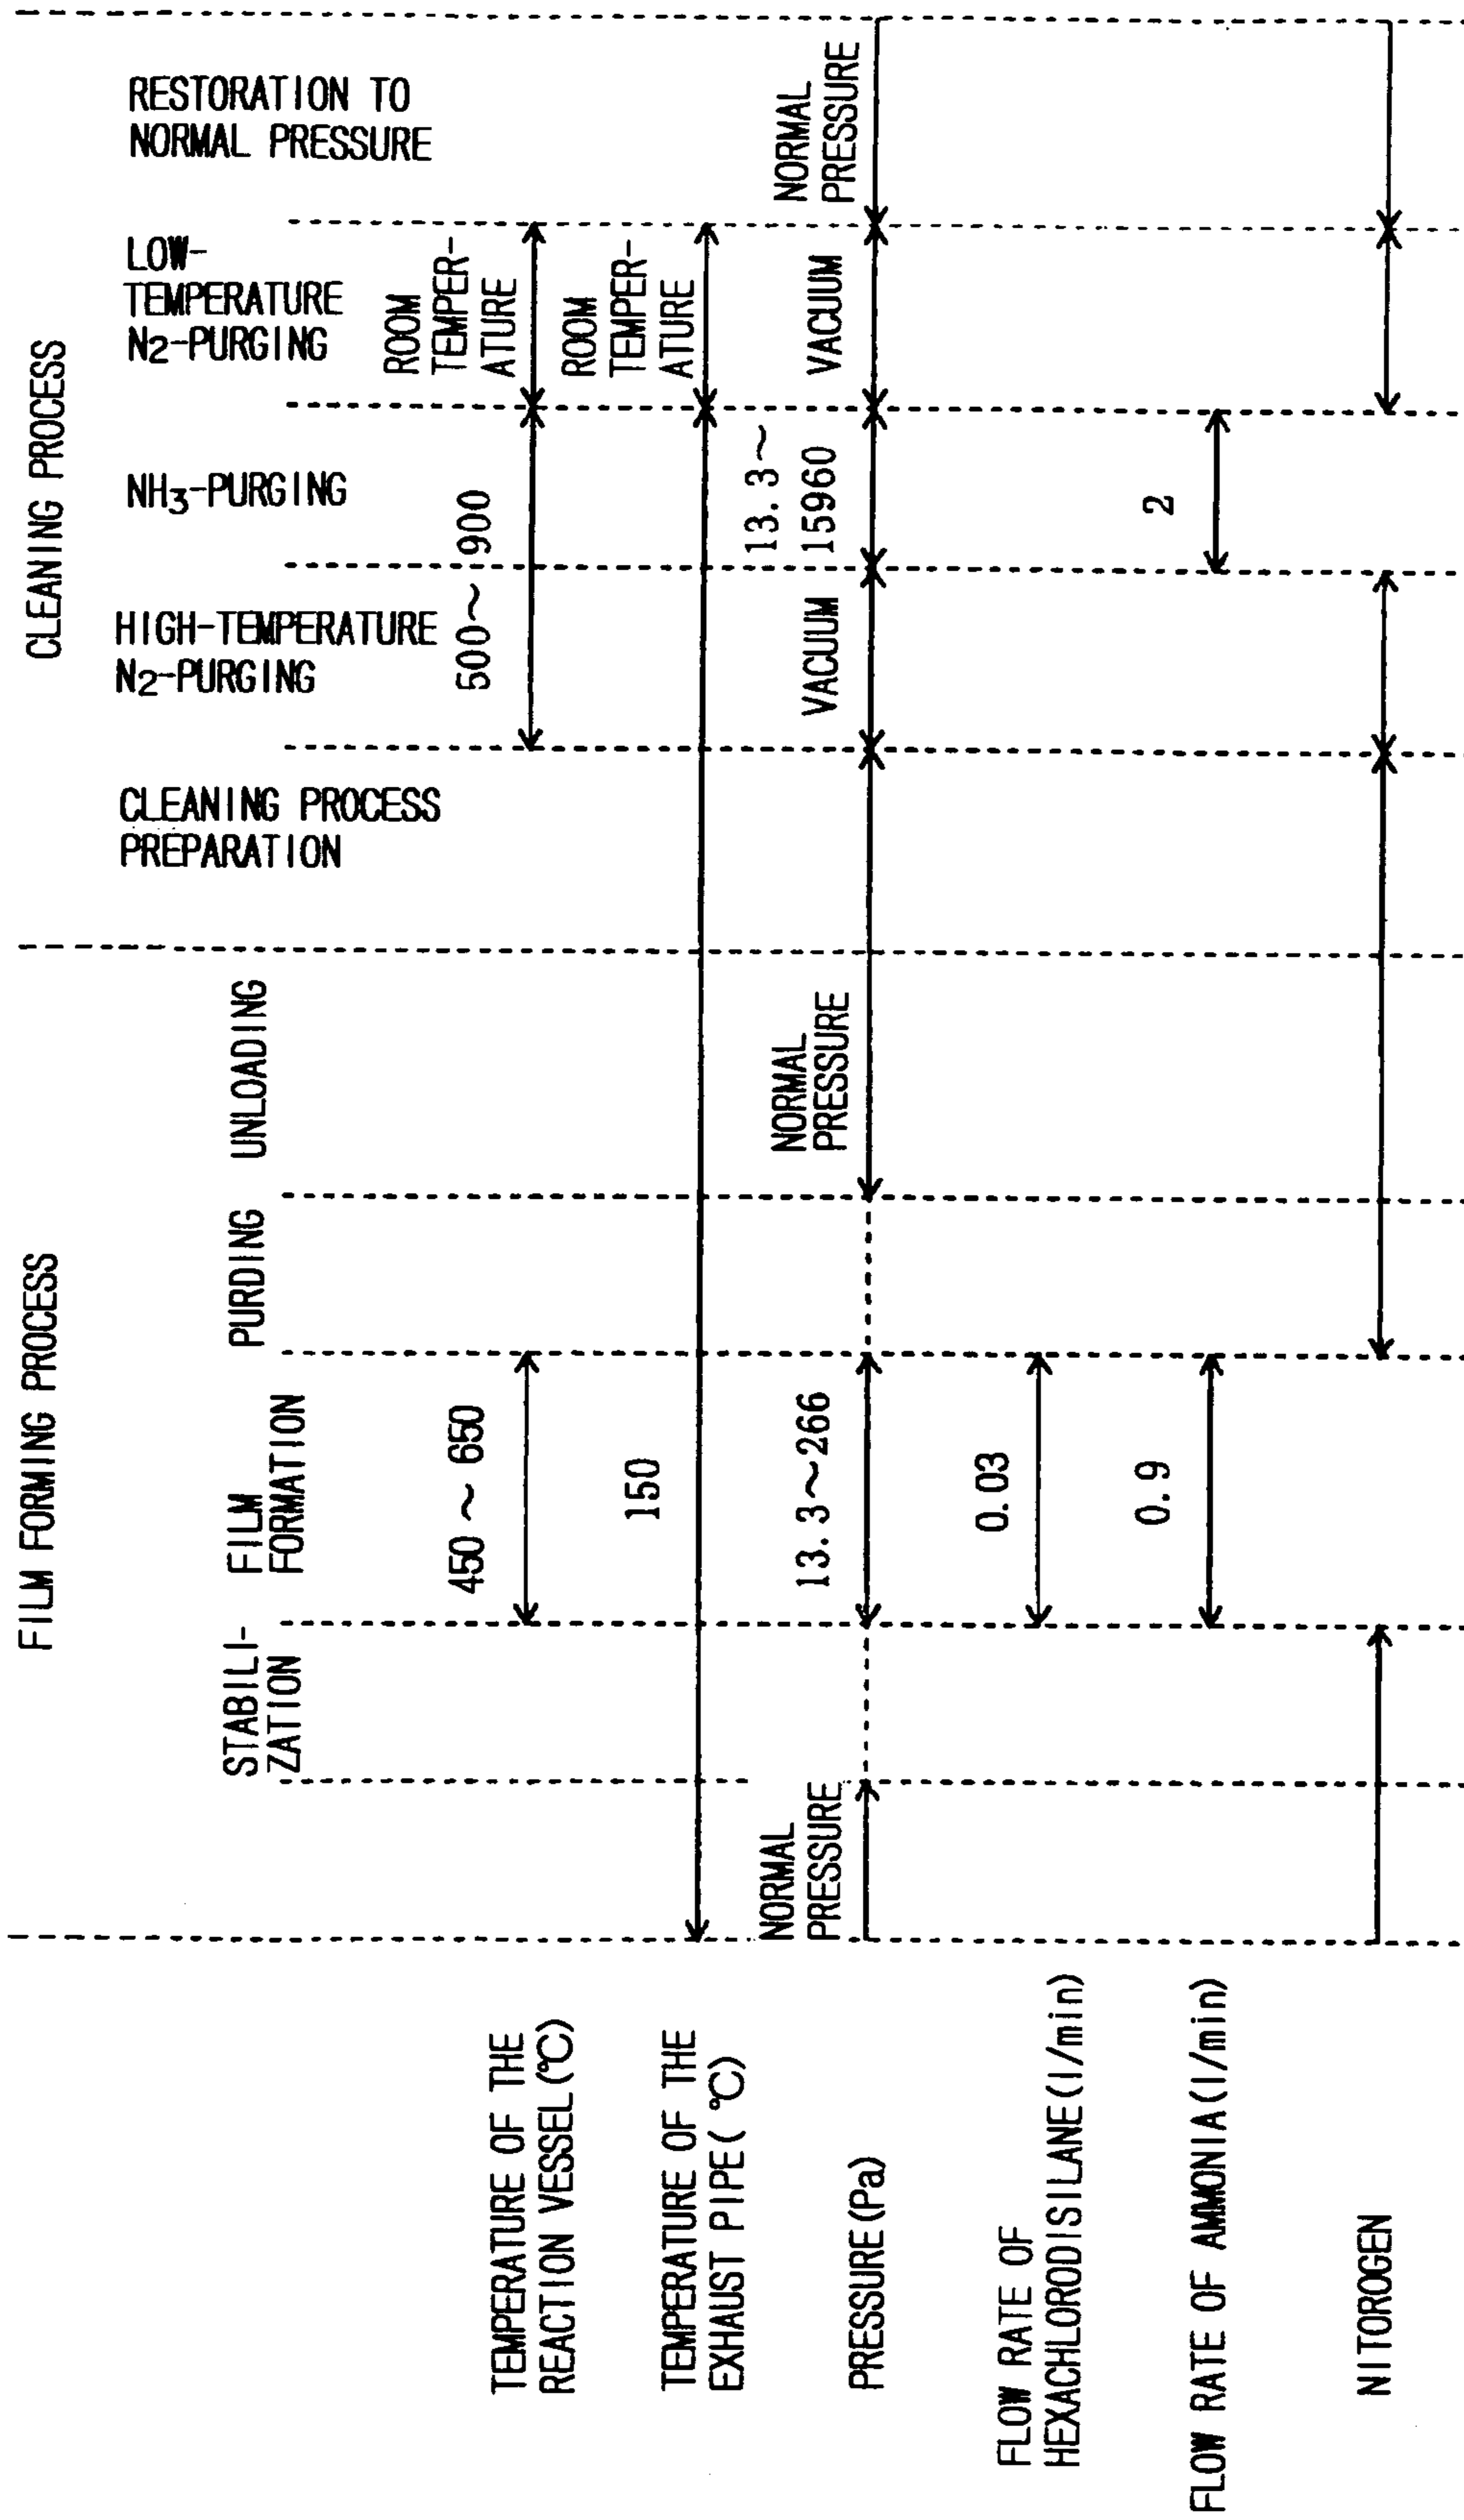 FILM FORMING PROCESS
CLEANING PROCESS
STABILI-
ZATION
FILM
FORMATION
PURDING
UNLOADING
CLEANING PROCESS
PREPARATION
HIGH-TEMPERATURE
N2-PURGING
NH3-PURGING
LOW-
TEMPERATURE
N2-PURGING
RESTORATION TO
NORMAL PRESSURE
TEMPERATURE OF THE
REACTION VESSEL(℃)
450~650
500~900
ROOM
TEMPER-
ATURE
TEMPERATURE OF THE
EXHAUST PIPE(℃)
150
ROOM
TEMPER-
ATURE
PRESSURE(Pa)
NORMAL
PRESSURE
13.3~266
NORMAL
PRESSURE
VACUUM
13.3~
15960
VACUUM
NORMAL
PRESSURE
FLOW RATE OF
HEXACHLORODISILANE(l/min)
0.03
FLOW RATE OF AMMONIA(l/min)
0.9
2
NITOROGEN